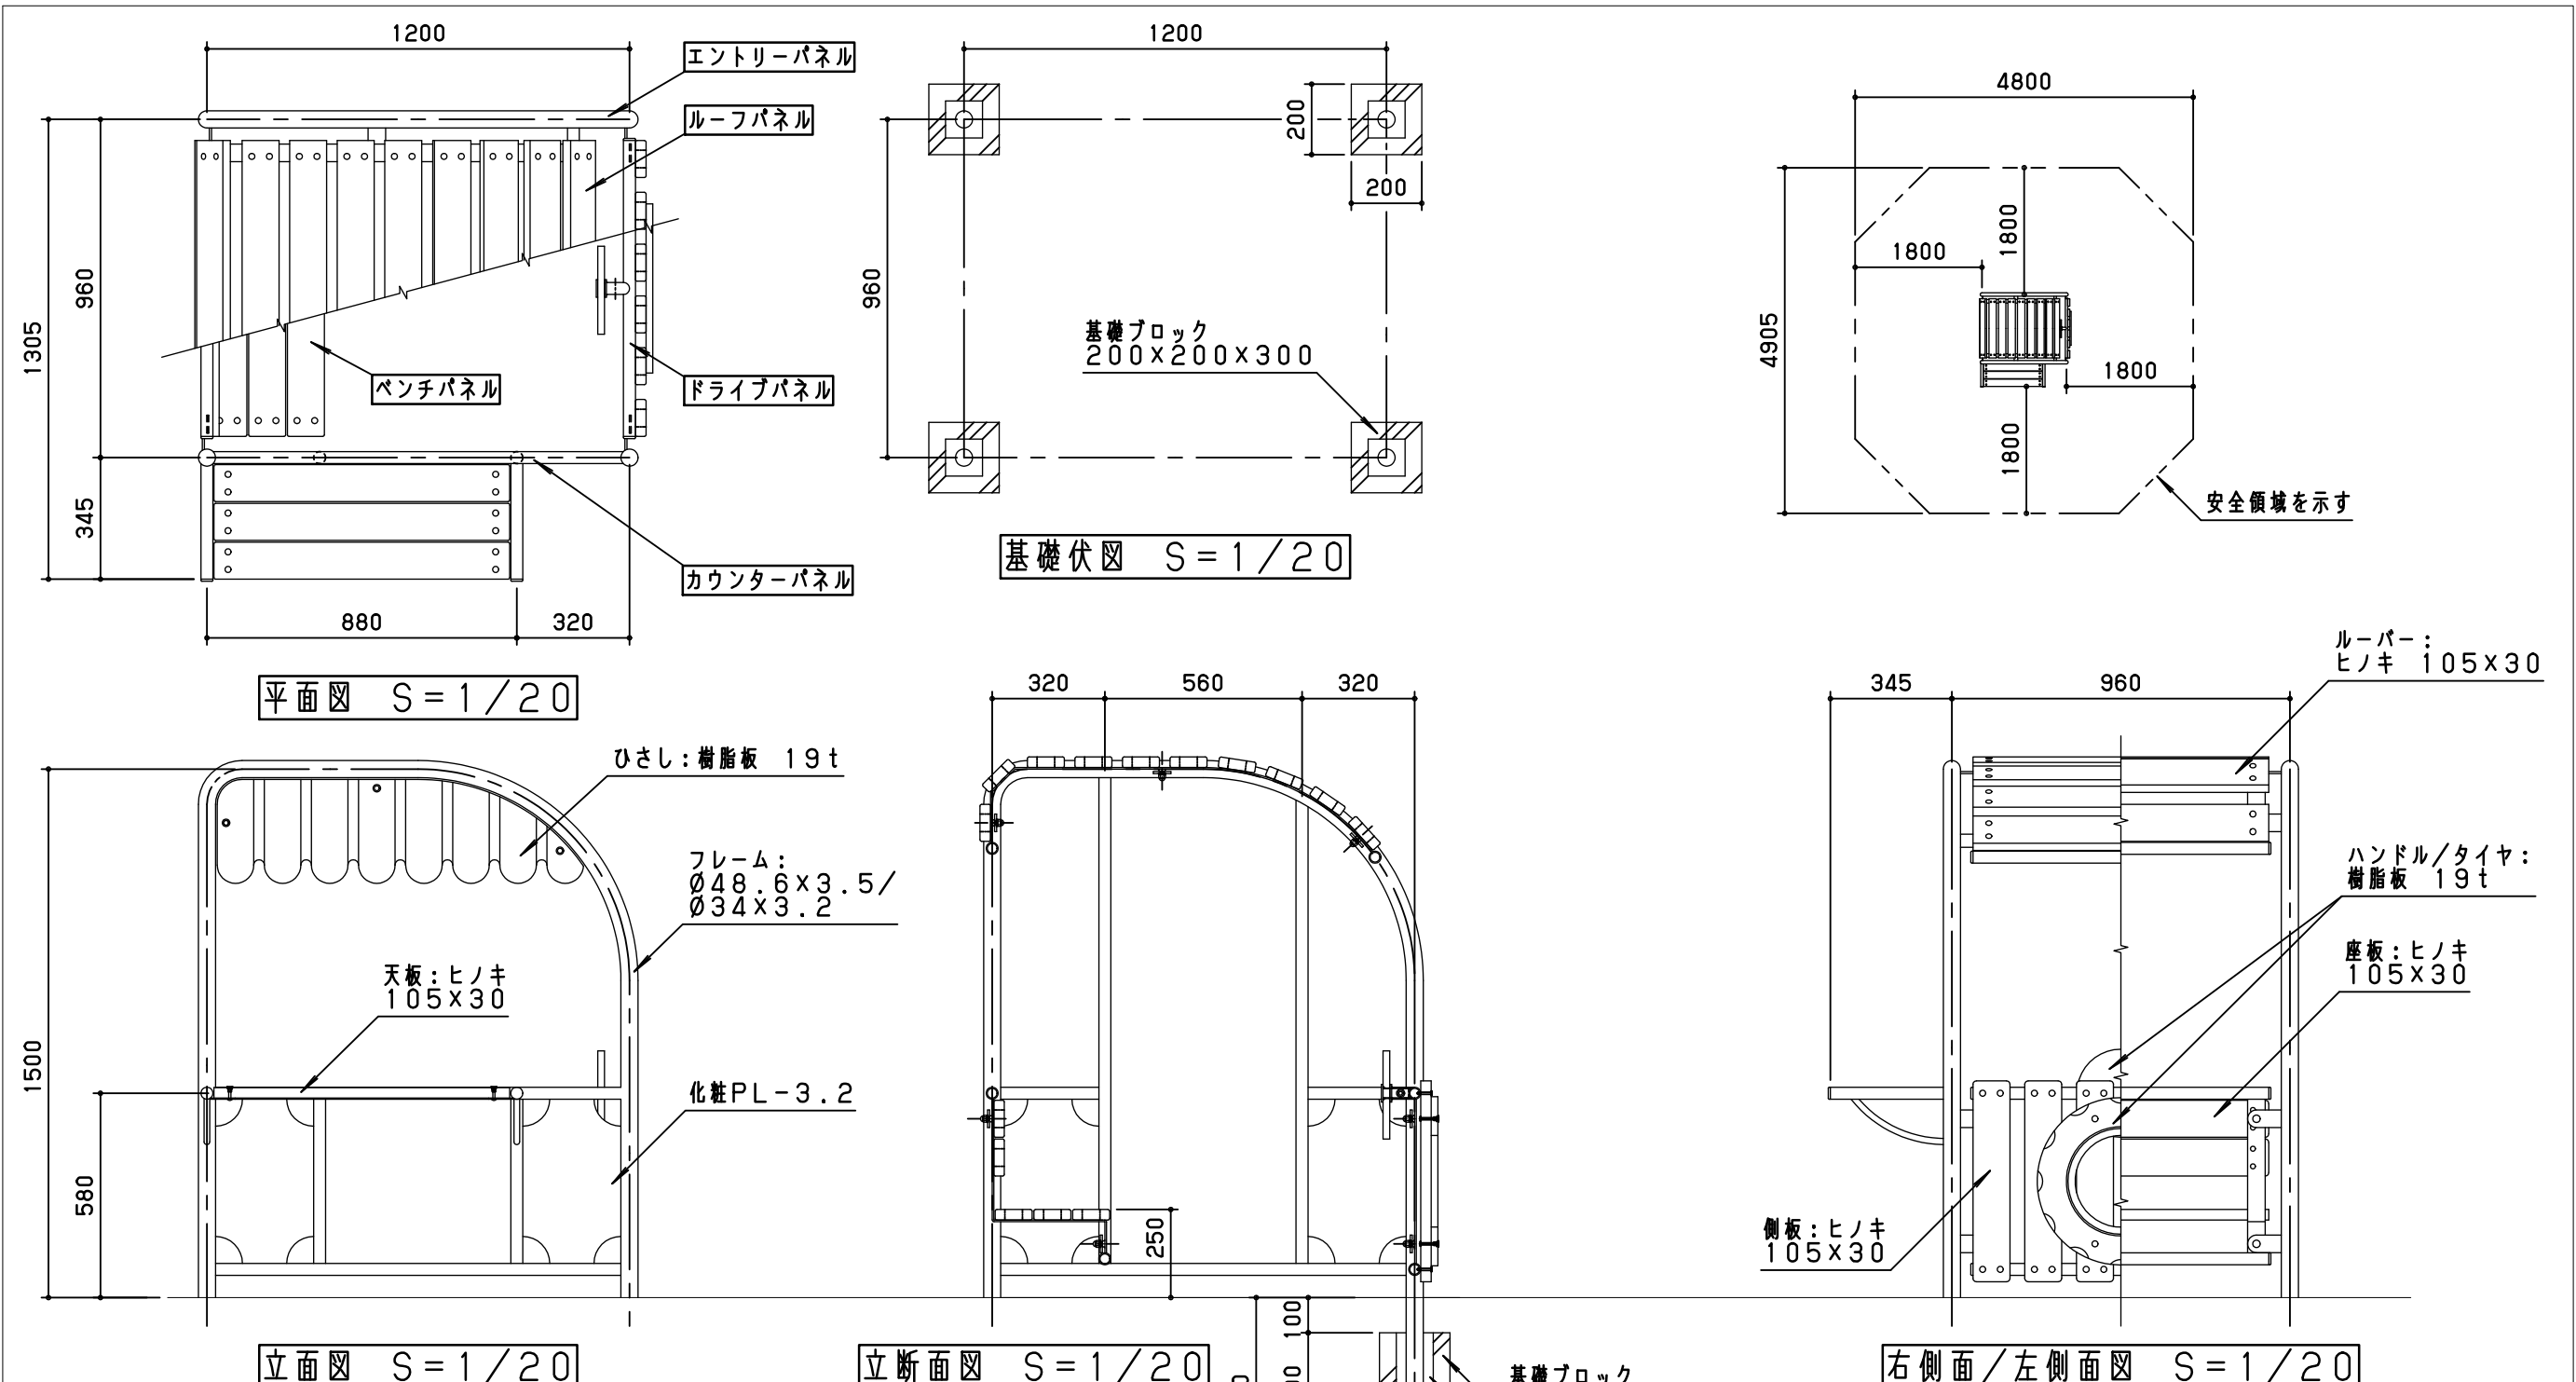 1200
エントリーパネル
ルーフパネル
1305
960
345
ベンチパネル
ドライブパネル
カウンターパネル
880
320
平面図 S=1/20
1200
200
200
960
基礎ブロック
200×200×300
基礎伏図 S=1/20
4800
1800
1800
4905
1800
1800
安全領域を示す
ひさし:樹脂板 19t
フレーム:
Ø48.6×3.5/
Ø34×3.2
天板:ヒノキ
105×30
1500
580
化粧PL-3.2
立面図 S=1/20
320
560
320
250
100
基礎ブロック
立断面図 S=1/20
345
960
ルーバー:
ヒノキ 105×30
ハンドル/タイヤ:
樹脂板 19t
座板:ヒノキ
105×30
側板:ヒノキ
105×30
右側面/左側面図 S=1/20